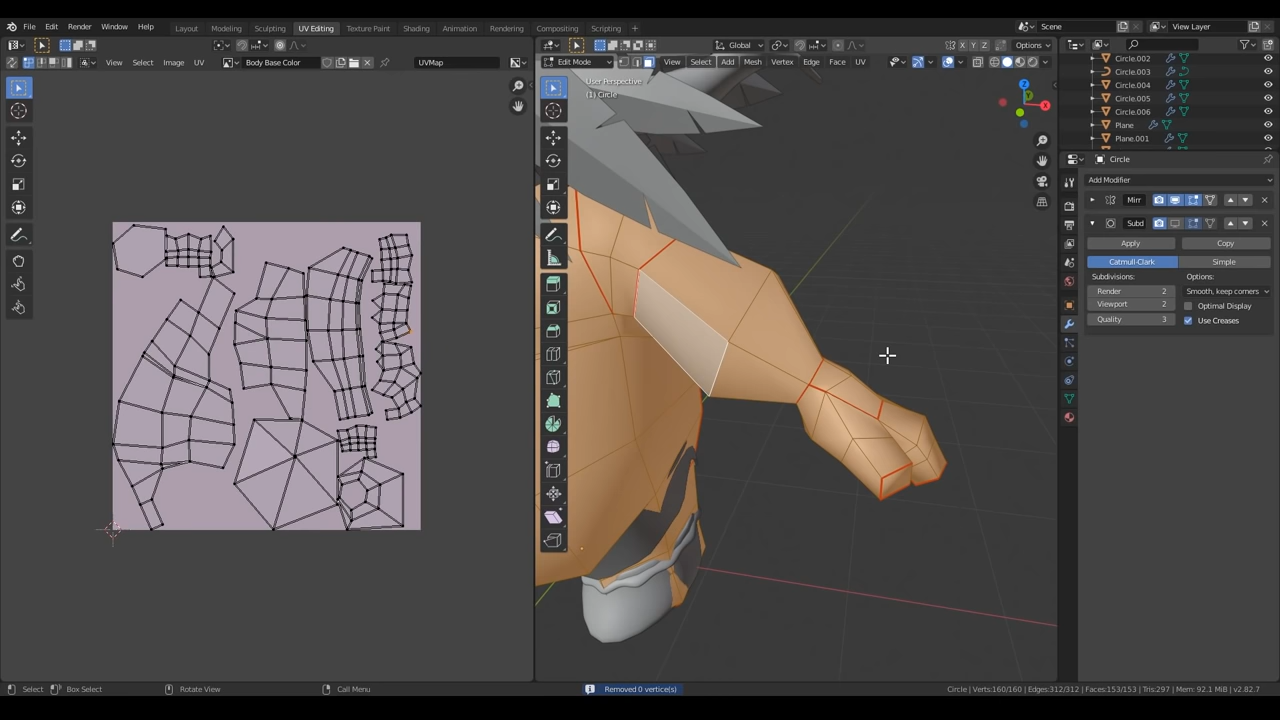 File Edit Render Window Help Layout Modeling Sculpting UV Editing Texture Paint Shading Animation Rendering Compositing Scripting Scene View Layer
Global Options
View Select Image UV Body Base Color UVMap Edit Mode View Select Add Mesh Vertex Edge Face UV
X Y Z
User Perspective
(1) Circle
Z
Y
X
Circle.002
Circle.003
Circle.004
Circle.005
Circle.006
Plane
Plane.001
Circle
Add Modifier
Mirr
Subd
Apply Copy
Catmull-Clark Simple
Subdivisions: Options:
Render 2 Smooth, keep corners
Viewport 2 Optimal Display
Quality 3 Use Creases
Select Box Select Rotate View Call Menu Removed 0 vertice(s) Circle | Verts:160/160 | Edges:312/312 | Faces:153/153 | Tris:297 | Mem: 92.1 MiB | v2.82.7